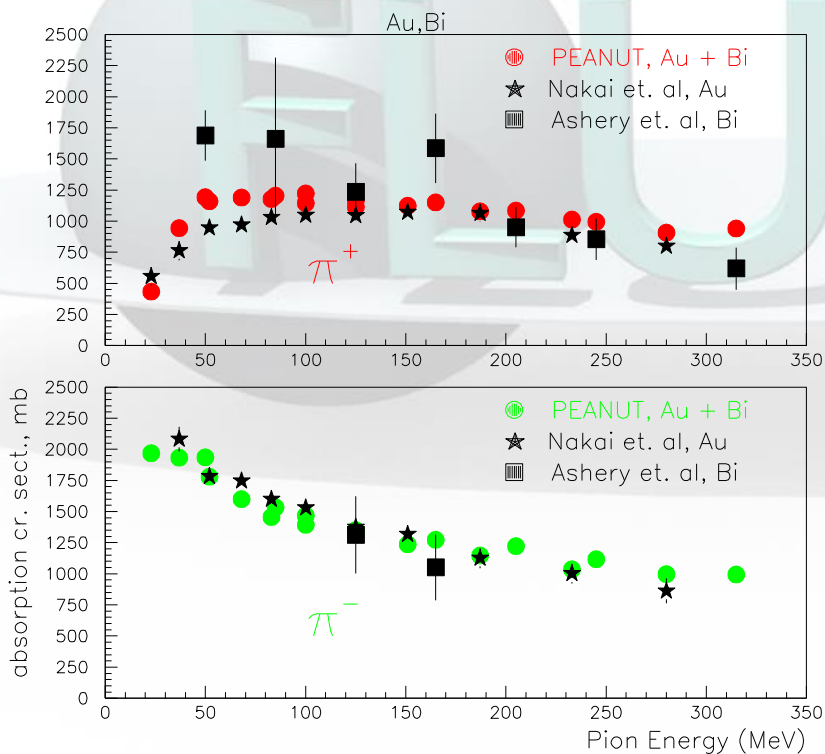 Au,Bi
2500
2250
2000
1750
1500
1250
1000
750
500
250
0
PEANUT, Au + Bi
Nakai et. al, Au
Ashery et. al, Bi
π+
0 50 100 150 200 250 300 350
absorption cr. sect., mb
2500
2250
2000
1750
1500
1250
1000
750
500
250
0
PEANUT, Au + Bi
Nakai et. al, Au
Ashery et. al, Bi
π−
0 50 100 150 200 250 300 350
Pion Energy (MeV)
FLU